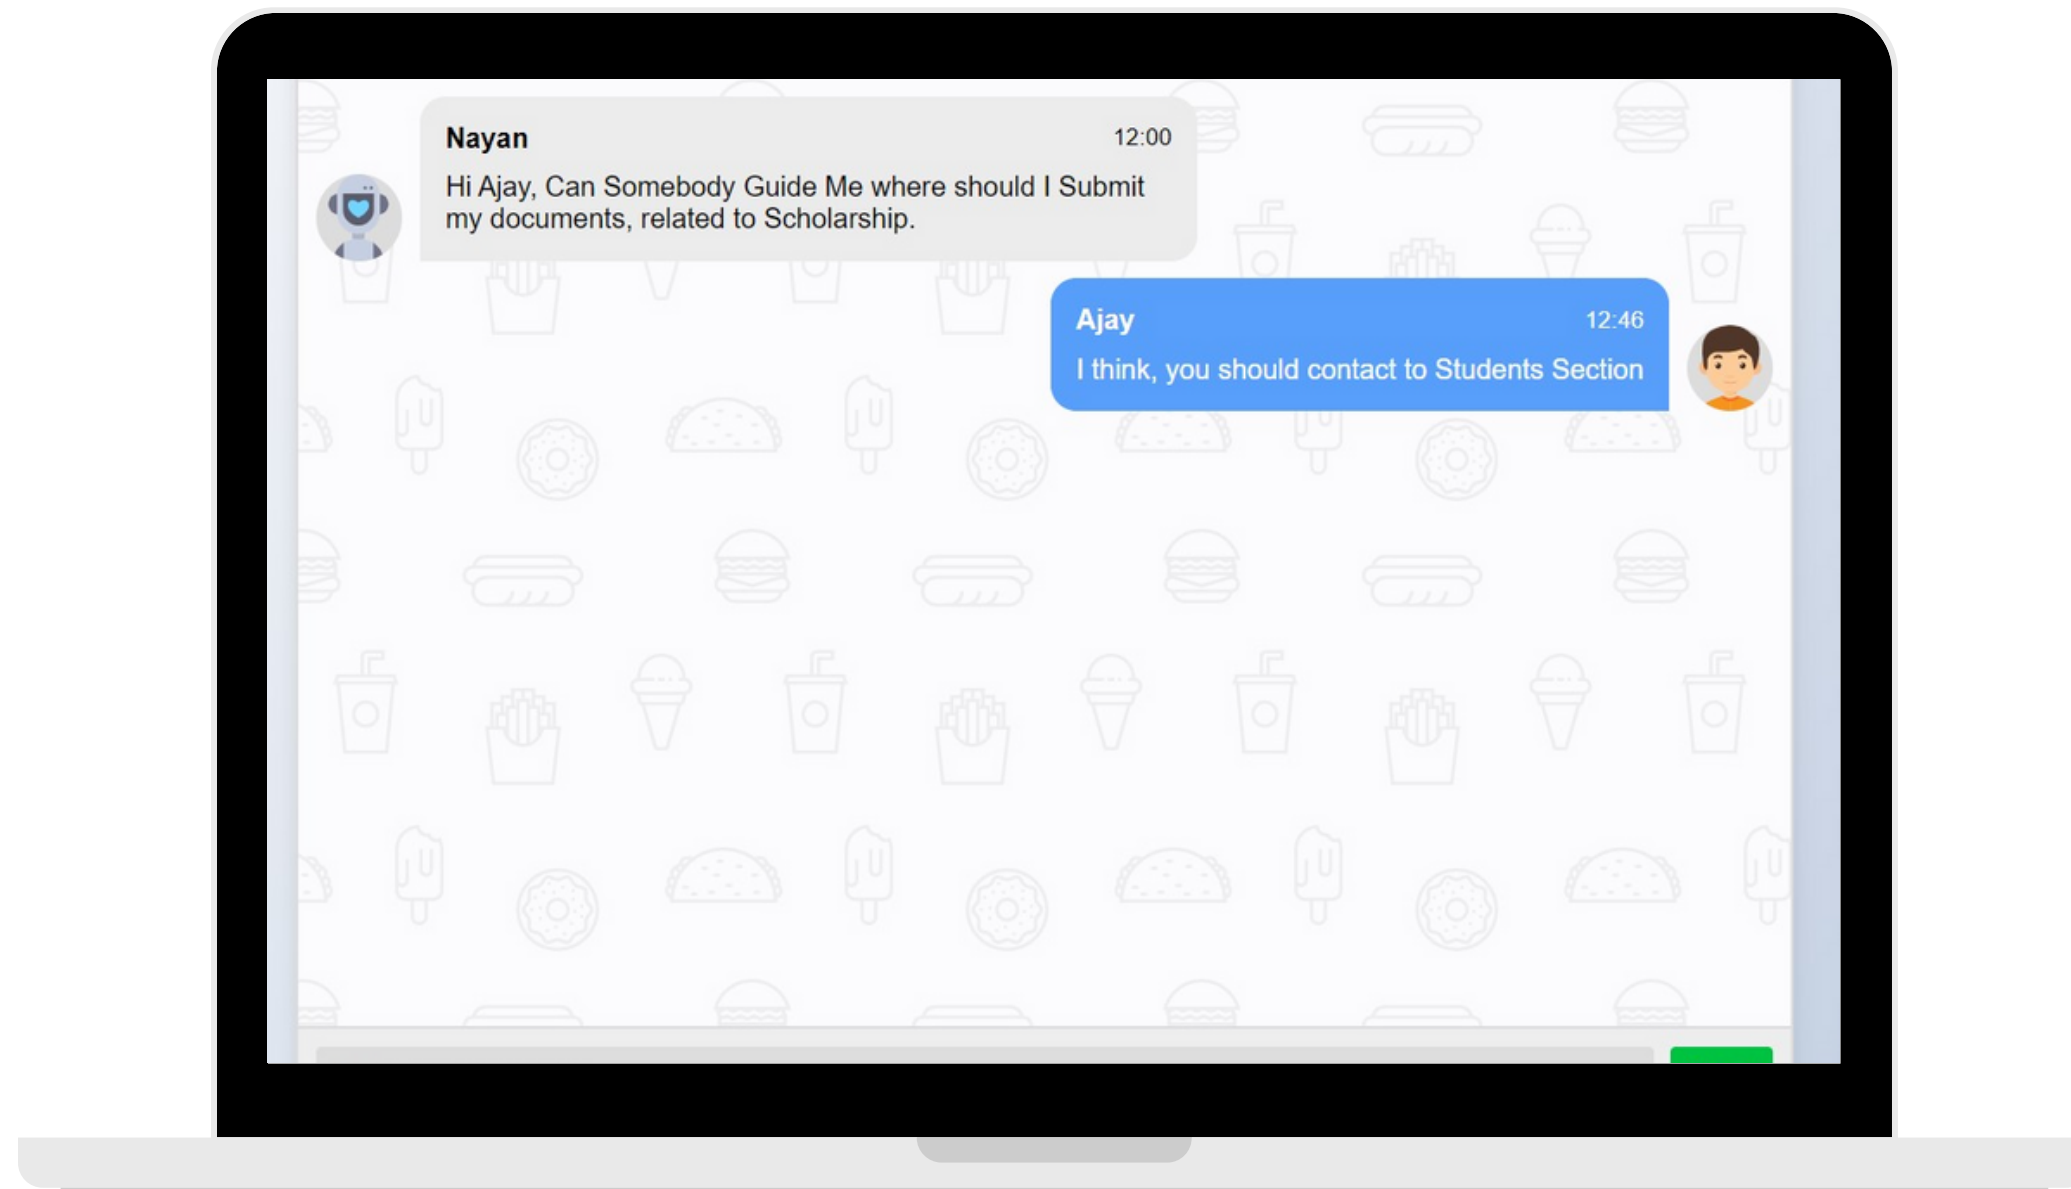 Nayan 12:00
Hi Ajay, Can Somebody Guide Me where should I Submit
my documents, related to Scholarship.
Ajay 12:46
I think, you should contact to Students Section